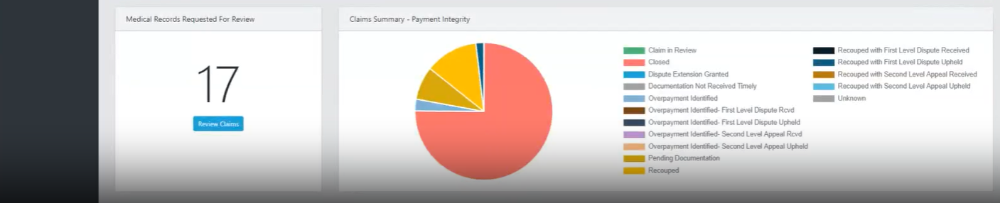 Medical Records Requested For Review
17
Review Claims
Claims Summary - Payment Integrity
Claim in Review
Closed
Dispute Extension Granted
Documentation Not Received Timely
Overpayment Identified
Overpayment Identified- First Level Dispute Rcvd
Overpayment Identified- First Level Dispute Upheld
Overpayment Identified- Second Level Appeal Rcvd
Overpayment Identified- Second Level Appeal Upheld
Pending Documentation
Recouped
Recouped with First Level Dispute Received
Recouped with First Level Dispute Upheld
Recouped with Second Level Appeal Received
Recouped with Second Level Appeal Upheld
Unknown